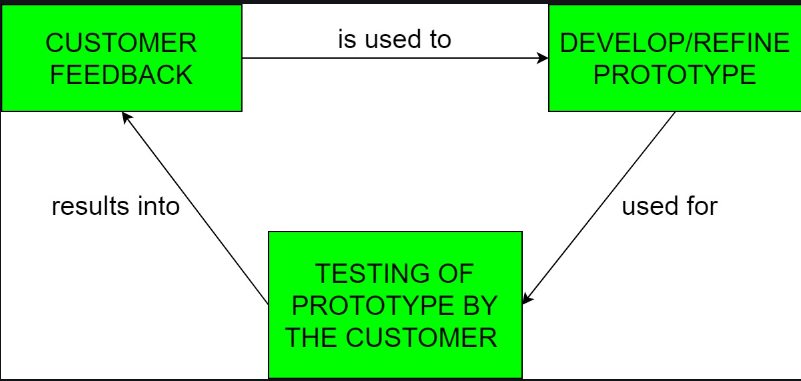 CUSTOMER
FEEDBACK
is used to
DEVELOP/REFINE
PROTOTYPE
results into
used for
TESTING OF
PROTOTYPE BY
THE CUSTOMER